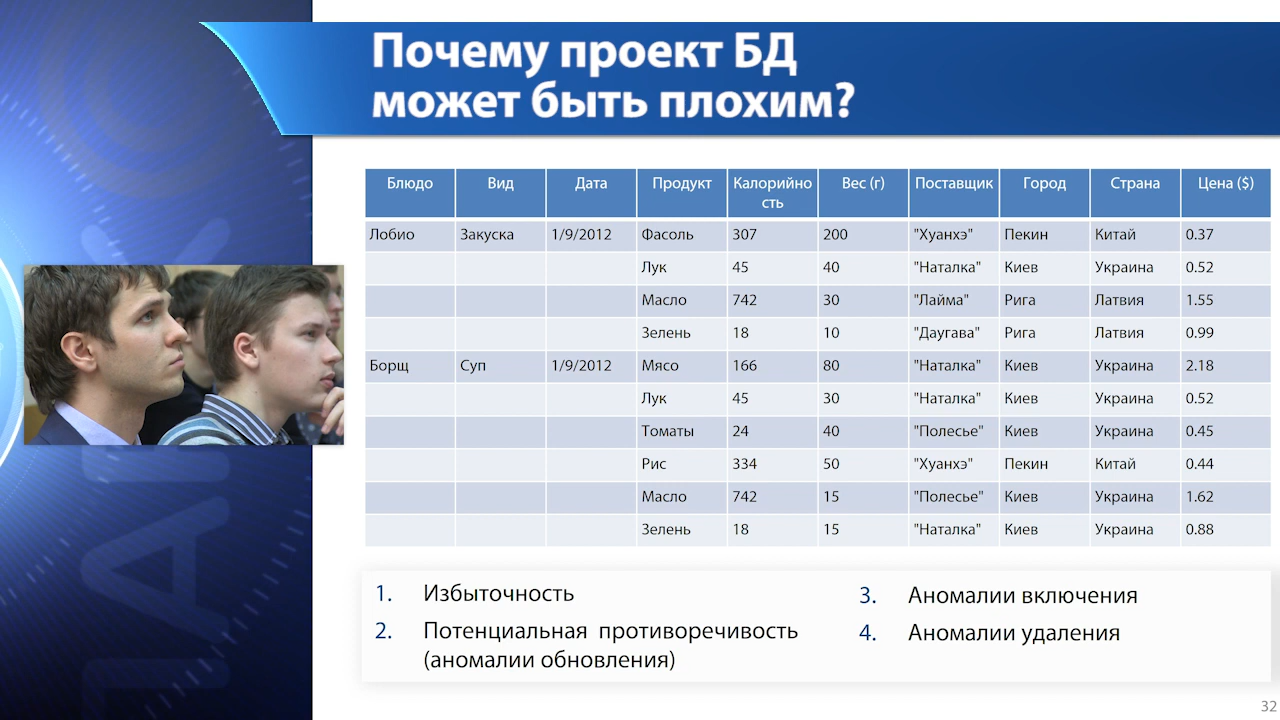 Почему проект БД
может быть плохим?
Блюдо Вид Дата Продукт Калорийно Вес (г) Поставщик Город Страна Цена ($)
сть
Лобио Закуска 1/9/2012 Фасоль 307 200 "Хуанхэ" Пекин Китай 0.37
Лук 45 40 "Наталка" Киев Украина 0.52
Масло 742 30 "Лайма" Рига Латвия 1.55
Зелень 18 10 "Даугава" Рига Латвия 0.99
Борщ Суп 1/9/2012 Мясо 166 80 "Наталка" Киев Украина 2.18
Лук 45 30 "Наталка" Киев Украина 0.52
Томаты 24 40 "Полесье" Киев Украина 0.45
Рис 334 50 "Хуанхэ" Пекин Китай 0.44
Масло 742 15 "Полесье" Киев Украина 1.62
Зелень 18 15 "Наталка" Киев Украина 0.88
1. Избыточность
2. Потенциальная противоречивость
(аномалии обновления)
3. Аномалии включения
4. Аномалии удаления
32